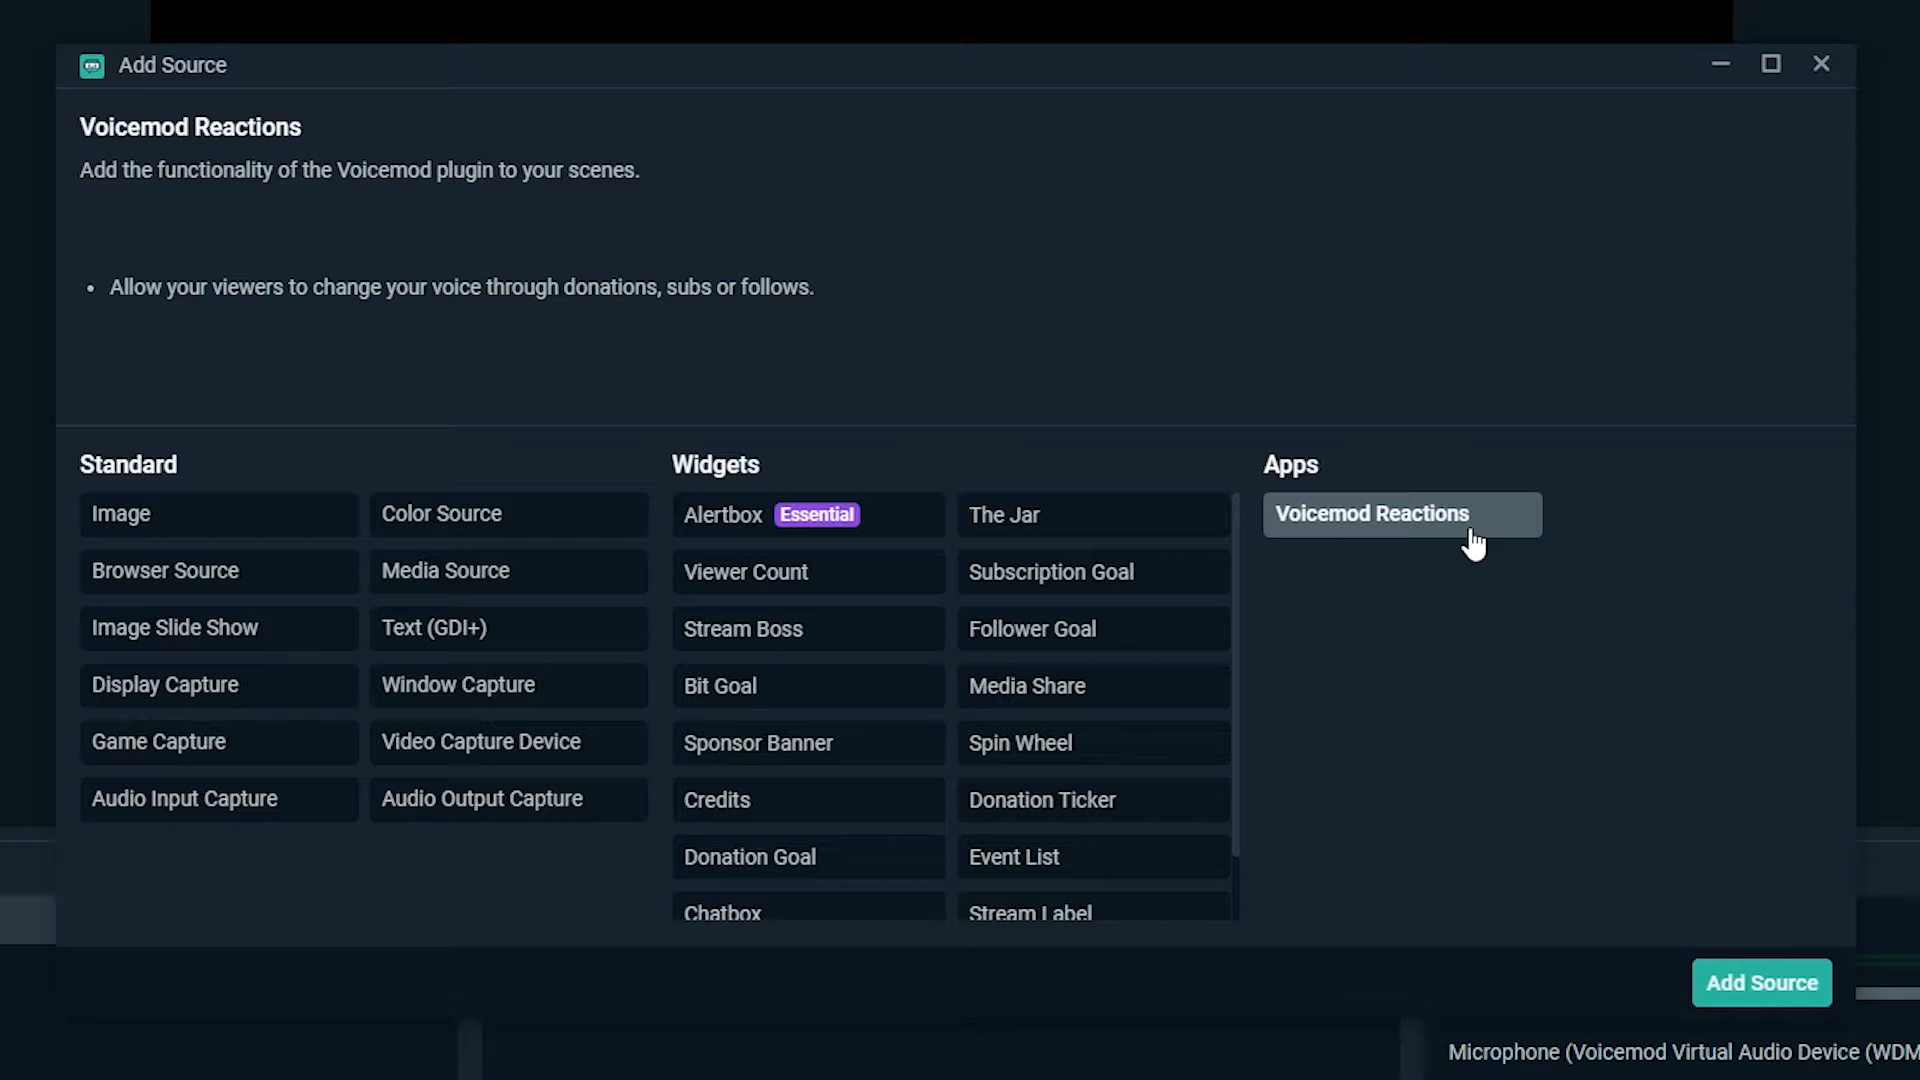 Add Source
Voicemod Reactions
Add the functionality of the Voicemod plugin to your scenes.
• Allow your viewers to change your voice through donations, subs or follows.
Standard
Image
Color Source
Browser Source
Media Source
Image Slide Show
Text (GDI+)
Display Capture
Window Capture
Game Capture
Video Capture Device
Audio Input Capture
Audio Output Capture
Widgets
Alertbox Essential
The Jar
Viewer Count
Subscription Goal
Stream Boss
Follower Goal
Bit Goal
Media Share
Sponsor Banner
Spin Wheel
Credits
Donation Ticker
Donation Goal
Event List
Chatbox
Stream Label
Apps
Voicemod Reactions
Add Source
Microphone (Voicemod Virtual Audio Device (WDM